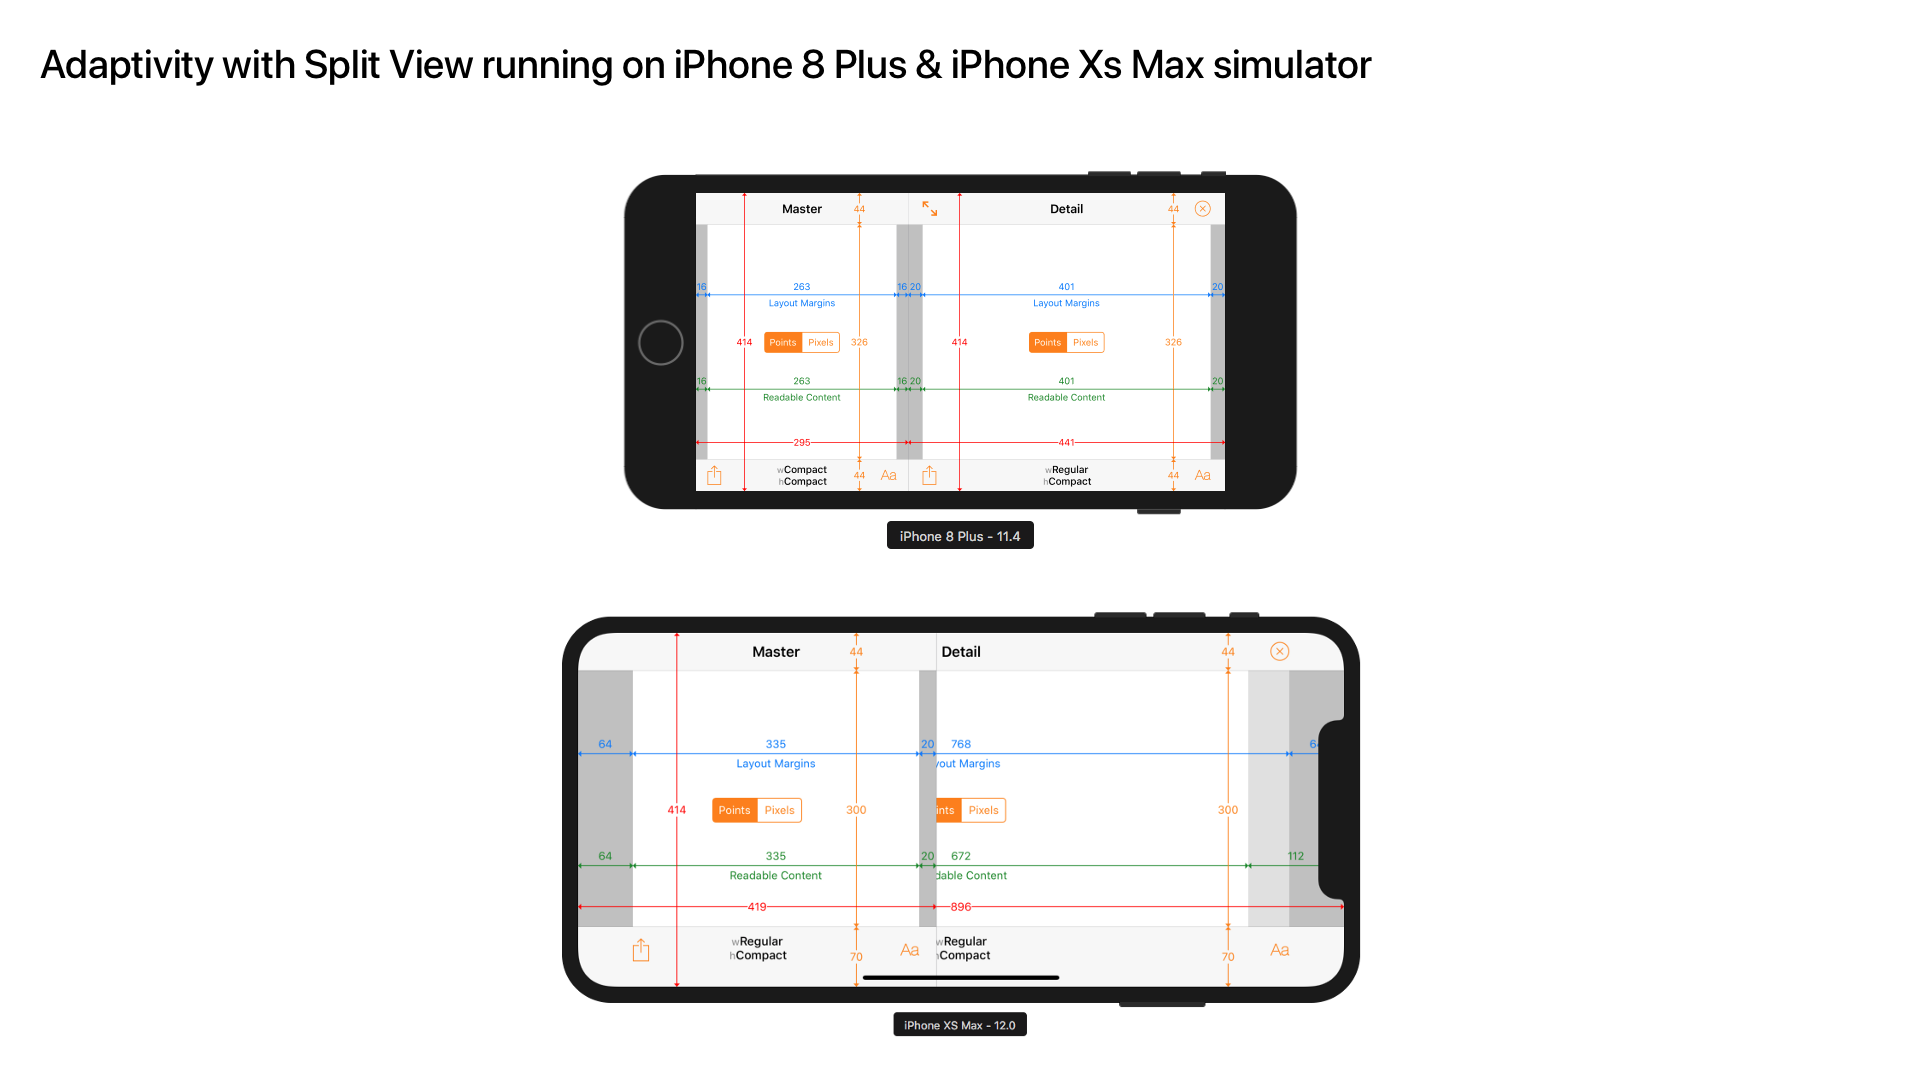 Adaptivity with Split View running on iPhone 8 Plus & iPhone Xs Max simulator
Master 44 Detail 44
16 263 16 20 401 20
Layout Margins Layout Margins
414 Points Pixels 326 414 Points Pixels 326
16 263 16 20 401 20
Readable Content Readable Content
295 441
wCompact wRegular
hCompact 44 Aa hCompact 44 Aa
iPhone 8 Plus - 11.4
Master 44 Detail 44
64 335 20 768 6
Layout Margins yout Margins
414 Points Pixels 300 ints Pixels 300
64 335 20 672 112
Readable Content dable Content
419 896
wRegular wRegular
hCompact 70 Aa hCompact 70 Aa
iPhone XS Max - 12.0